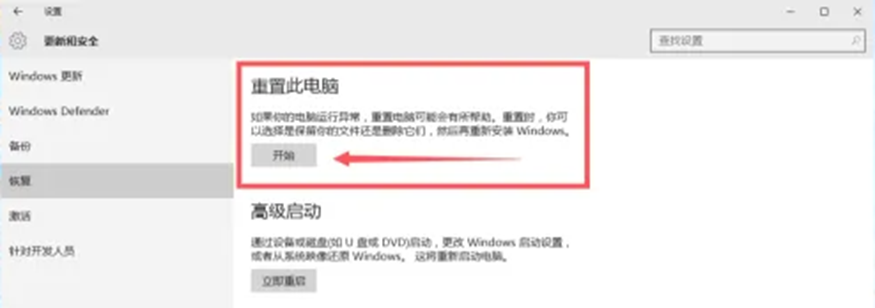 设置
更新和安全
查找设置
Windows 更新
Windows Defender
备份
恢复
激活
针对开发人员
重置此电脑
如果你的电脑运行异常，重置电脑可能会有所帮助。重置时，你可
以选择是保留你的文件还是删除它们，然后再重新安装 Windows。
开始
高级启动
通过设备或磁盘(如 U 盘或 DVD)启动，更改 Windows 启动设置，
或者从系统映像还原 Windows。 这将重新启动电脑。
立即重启